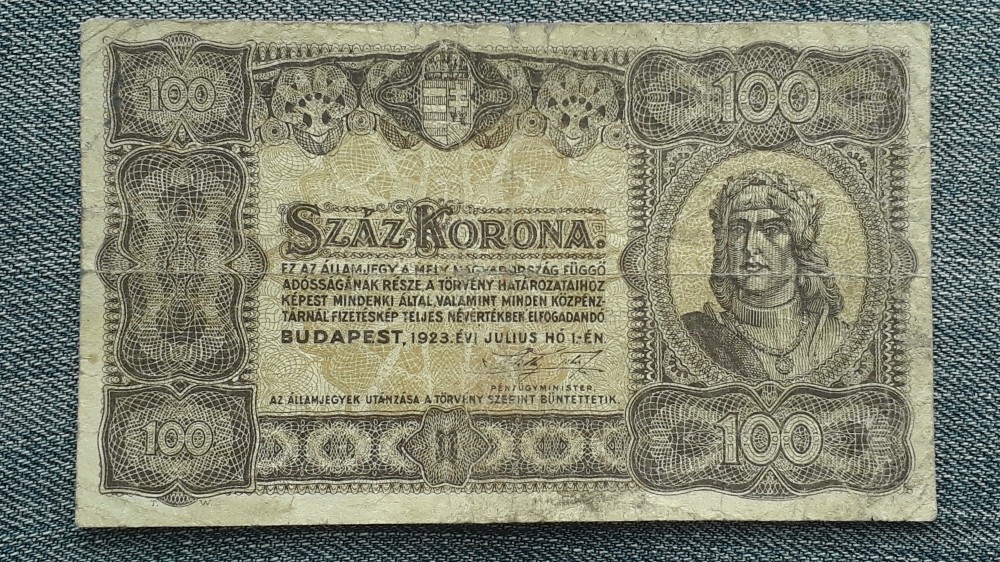 100
100
SZÁZ KORONA.
EZ AZ ÁLLAMJEGY A MELY MAGYARORSZÁG FÜGGŐ
ADÓSSÁGÁNAK RÉSZE, A TÖRVÉNY HATÁROZATAIHOZ
KÉPEST MINDENKI ÁLTAL, VALAMINT MINDEN KÖZPÉNZ-
TÁRNÁL FIZETÉSKÉP TELJES NÉVÉRTÉKBEN ELFOGADANDÓ
BUDAPEST, 1923. ÉVI JULIUS HÓ 1-ÉN.
PÉNZÜGYMINISTER.
AZ ÁLLAMJEGYEK UTÁNZÁSA A TÖRVÉNY SZERINT BÜNTETTETIK.
100
100